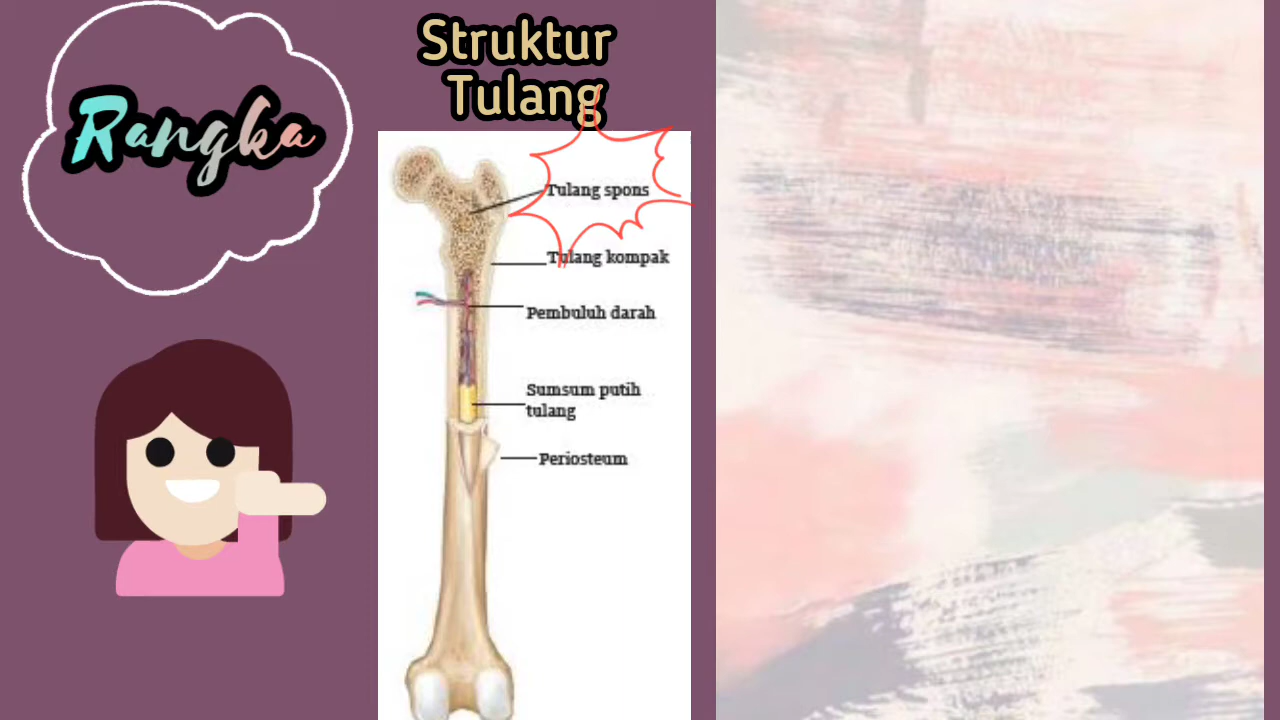 Rangka
Struktur
Tulang
Tulang spons
Tulang kompak
Pembuluh darah
Sumsum putih
tulang
Periosteum